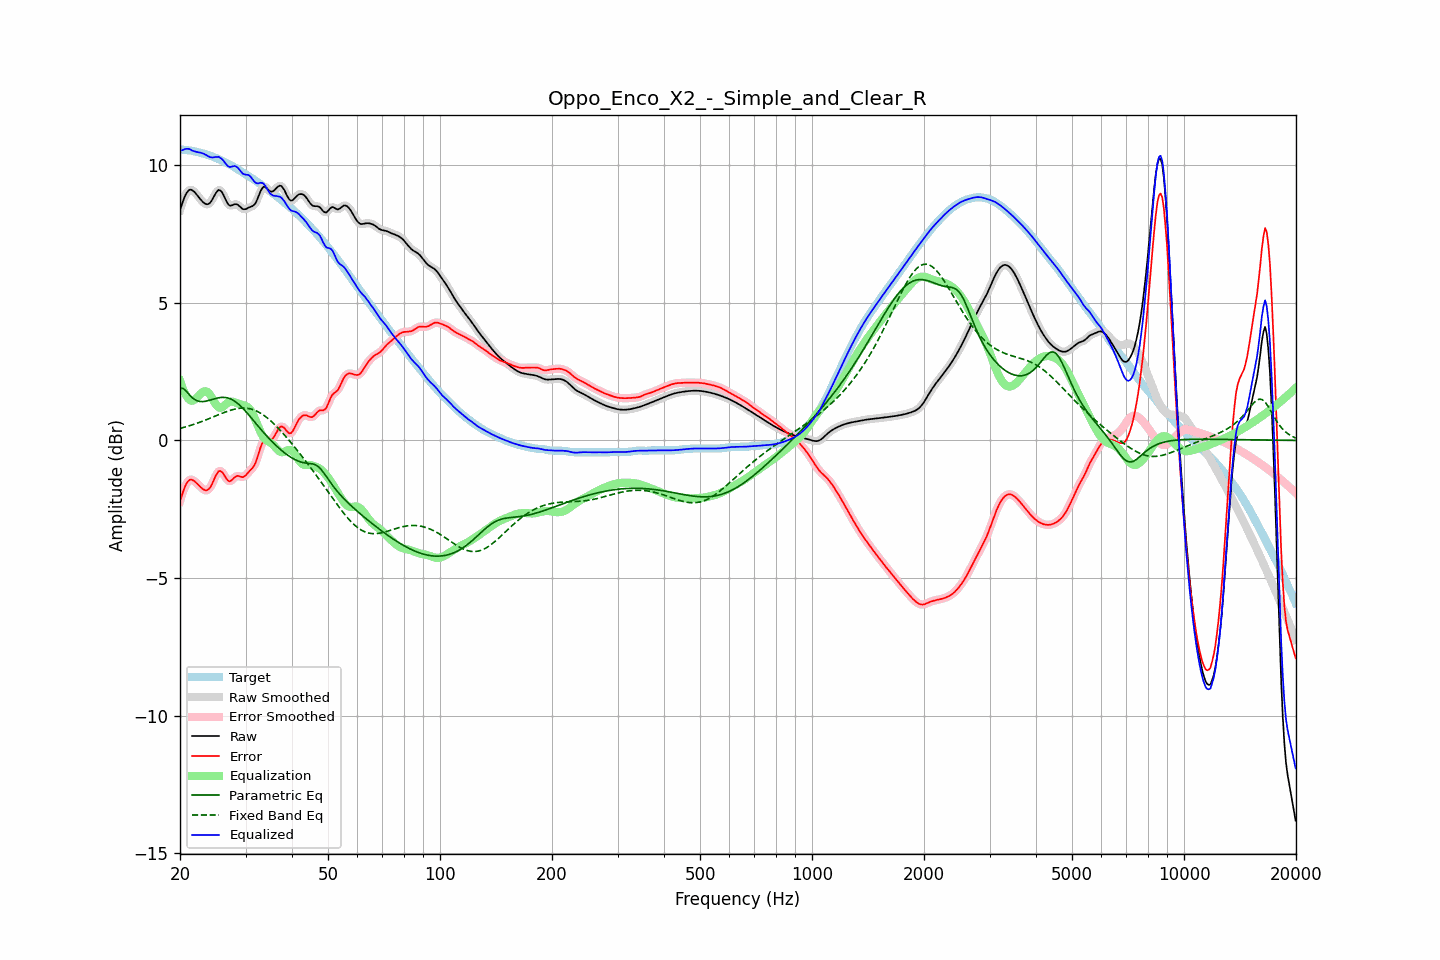 Oppo_Enco_X2_-_Simple_and_Clear_R
10
5
0
−5
−10
−15
Amplitude (dBr)
Target
Raw Smoothed
Error Smoothed
Raw
Error
Equalization
Parametric Eq
Fixed Band Eq
Equalized
20 50 100 200 500 1000 2000 5000 10000 20000
Frequency (Hz)